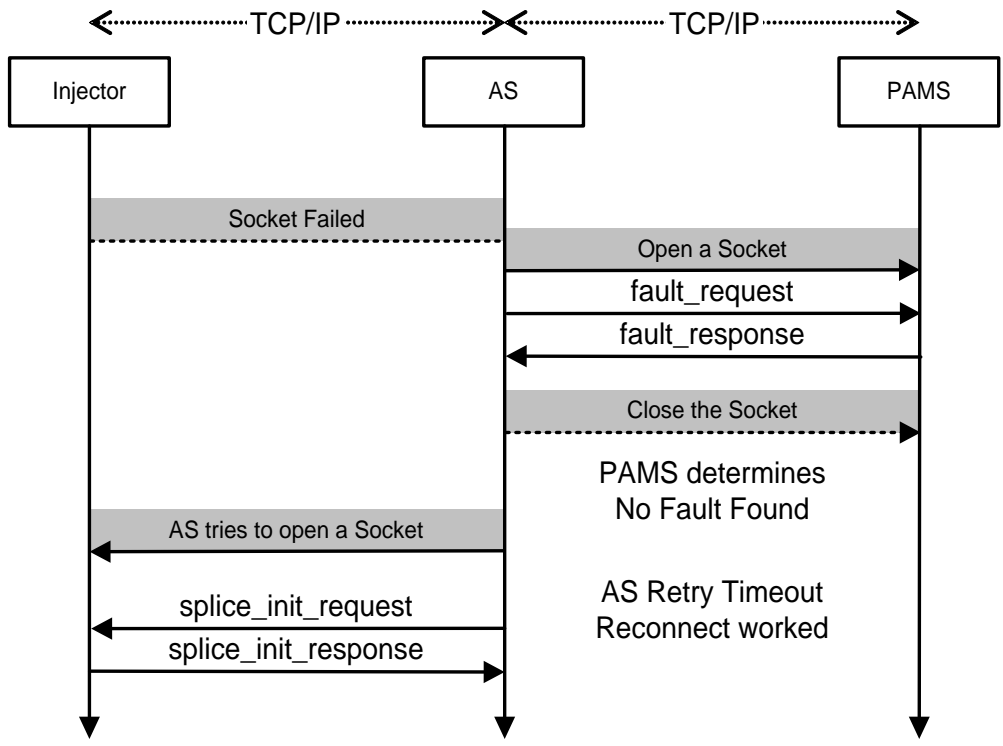 TCP/IP
TCP/IP
Injector
AS
PAMS
Socket Failed
Open a Socket
fault_request
fault_response
Close the Socket
PAMS determines
No Fault Found
AS tries to open a Socket
AS Retry Timeout
Reconnect worked
splice_init_request
splice_init_response